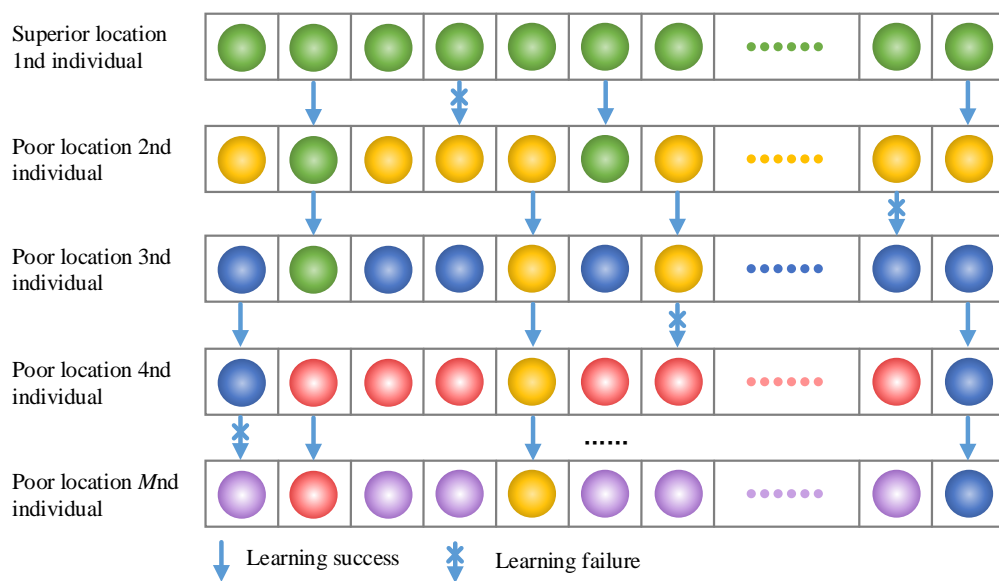 Superior location
1nd individual
Poor location 2nd
individual
Poor location 3nd
individual
Poor location 4nd
individual
......
Poor location Mnd
individual
Learning success
Learning failure